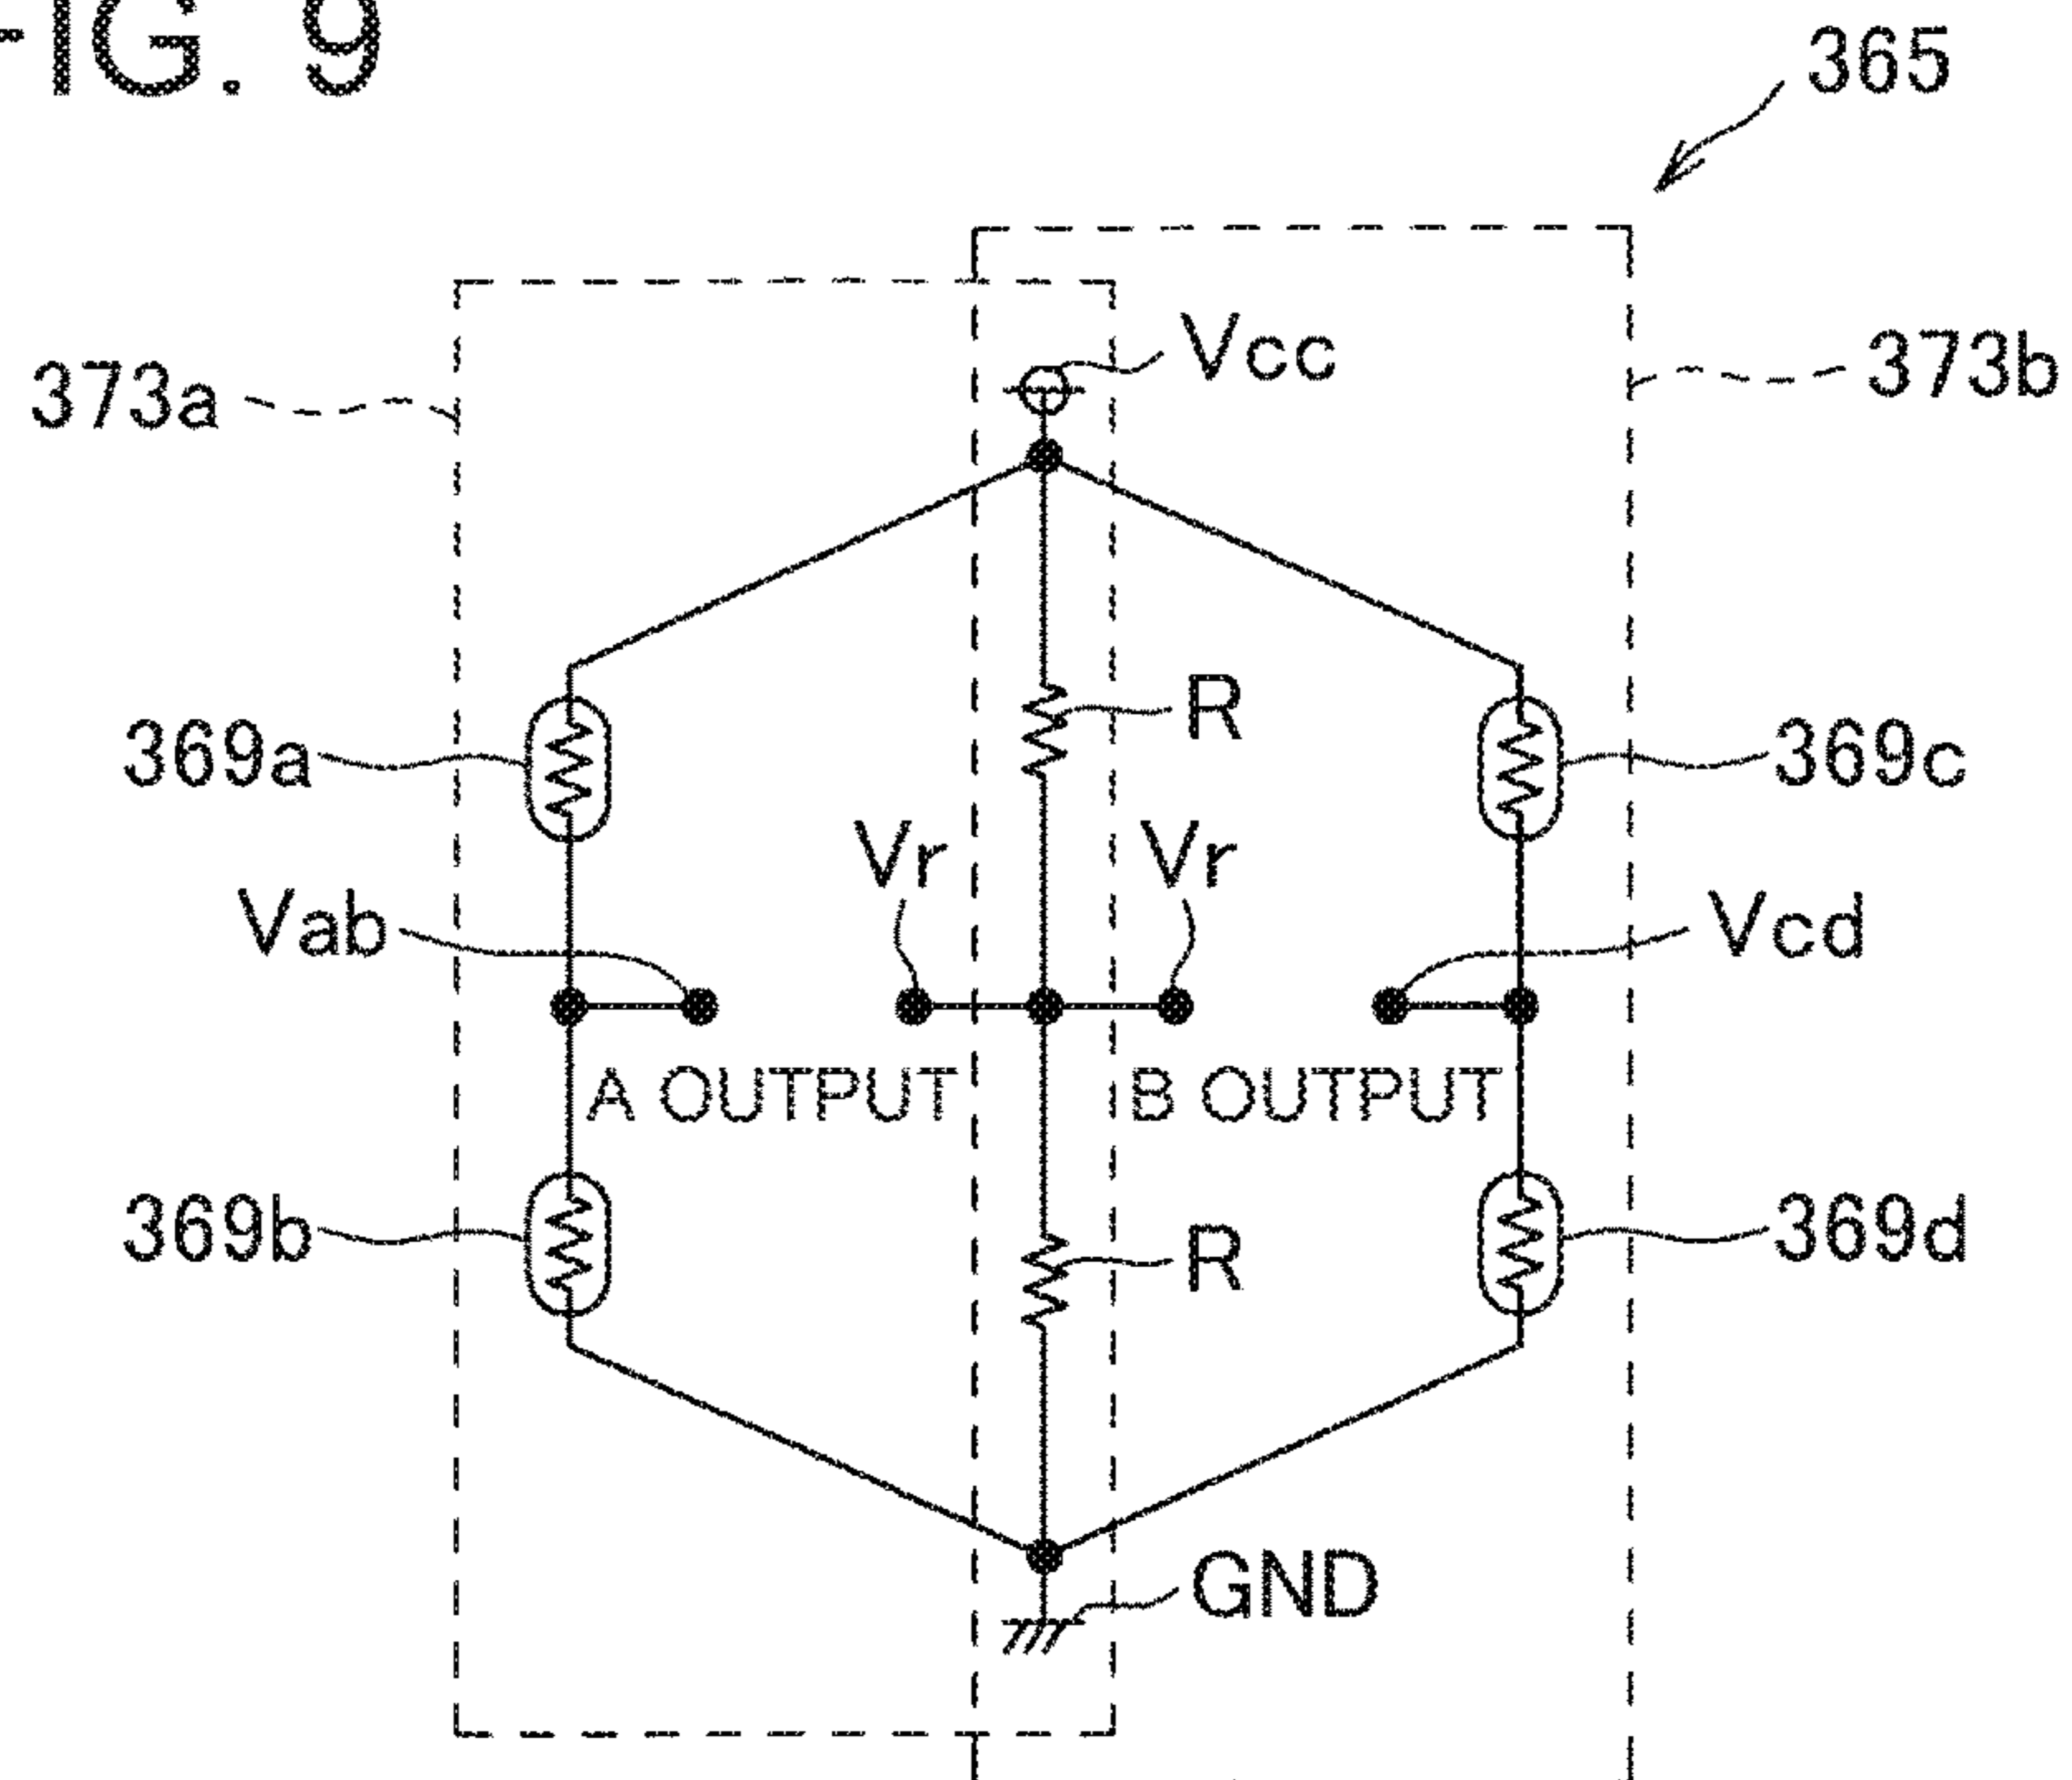 FIG. 9
365
Vcc
373a
373b
R
369a
369c
Vr
Vr
Vab
Vcd
A OUTPUT
B OUTPUT
369b
R
369d
GND